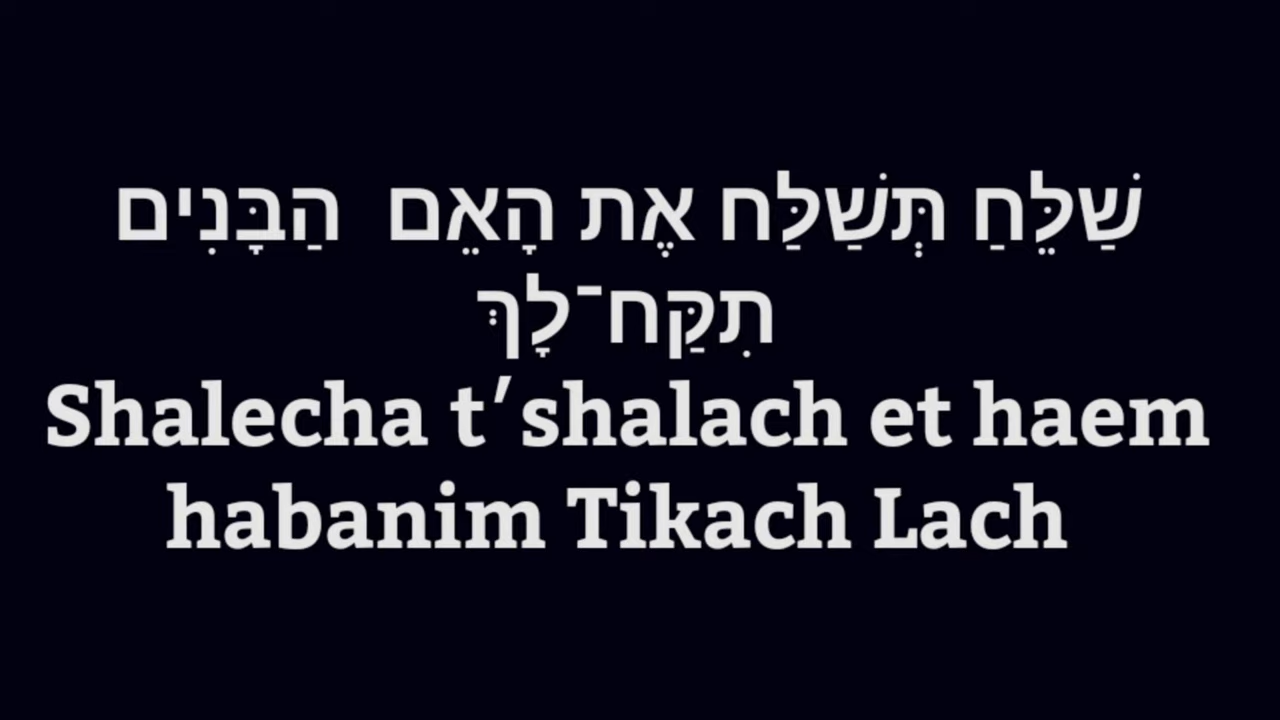 שַׁלֵּחַ תְּשַׁלַּח אֶת הָאֵם  הַבָּנִים
תִקַּח־לָךְ
Shalecha t’shalach et haem
habanim Tikach Lach